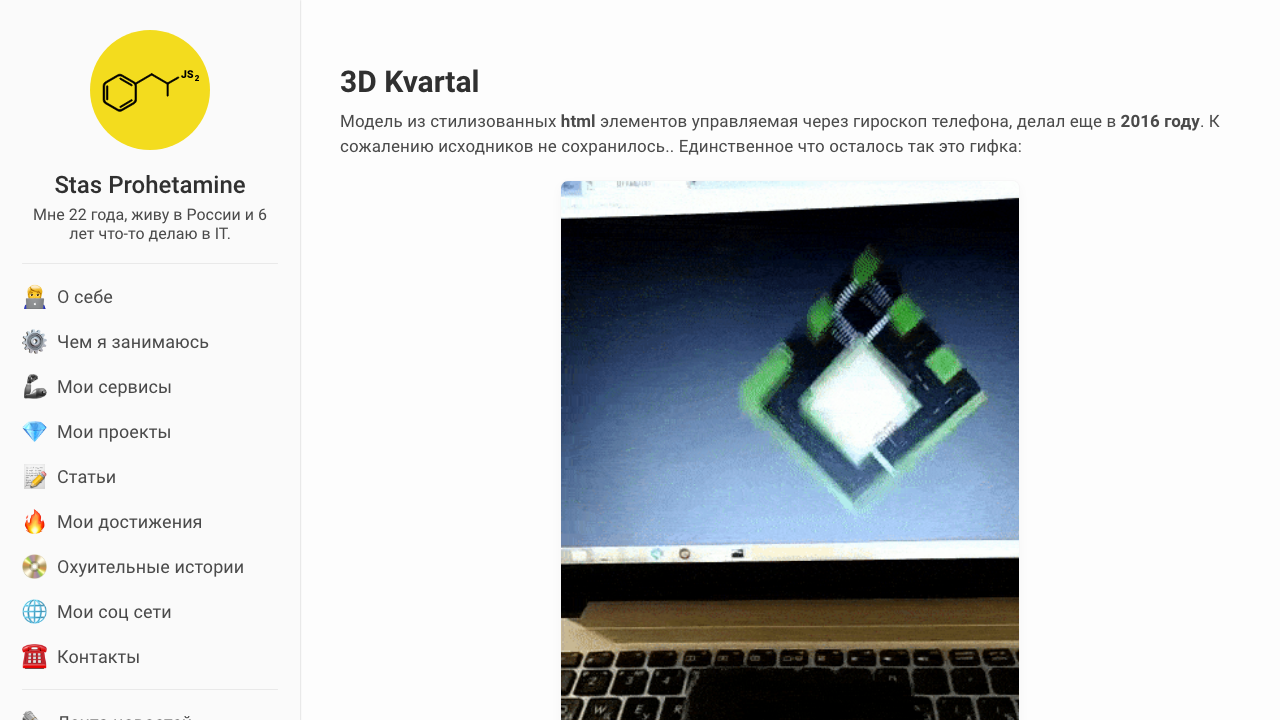 JS2
Stas Prohetamine
Мне 22 года, живу в России и 6
лет что-то делаю в IT.
О себе
Чем я занимаюсь
Мои сервисы
Мои проекты
Статьи
Мои достижения
Охуительные истории
Мои соц сети
Контакты
3D Kvartal
Модель из стилизованных html элементов управляемая через гироскоп телефона, делал еще в 2016 году. К
сожалению исходников не сохранилось.. Единственное что осталось так это гифка: